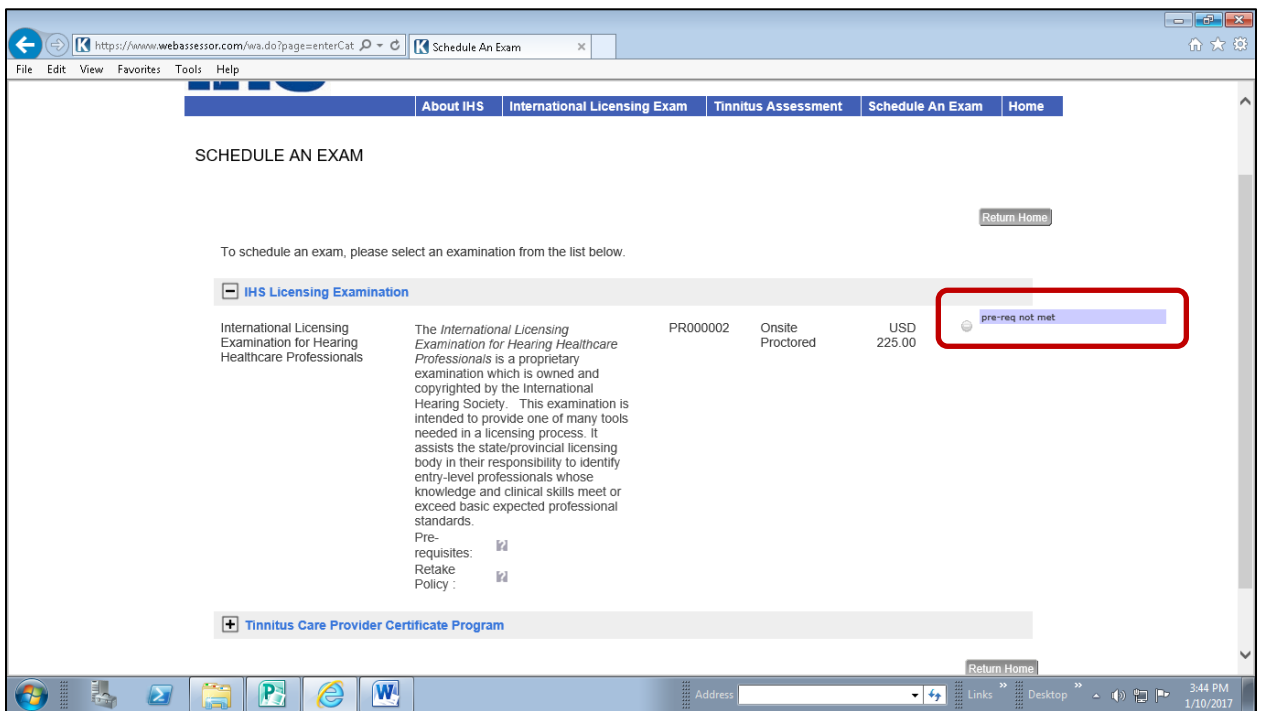 https://www.webassessor.com/wa.do?page=enterCat
Schedule An Exam
File Edit View Favorites Tools Help
About IHS International Licensing Exam Tinnitus Assessment Schedule An Exam Home
SCHEDULE AN EXAM
Return Home
To schedule an exam, please select an examination from the list below.
IHS Licensing Examination
International Licensing
Examination for Hearing
Healthcare Professionals
The International Licensing
Examination for Hearing Healthcare
Professionals is a proprietary
examination which is owned and
copyrighted by the International
Hearing Society. This examination is
intended to provide one of many tools
needed in a licensing process. It
assists the state/provincial licensing
body in their responsibility to identify
entry-level professionals whose
knowledge and clinical skills meet or
exceed basic expected professional
standards.
Pre-
requisites:
Retake
Policy :
PR000002
Onsite
Proctored
USD
225.00
pre-req not met
Tinnitus Care Provider Certificate Program
Return Home
Address Links Desktop
3:44 PM
1/10/2017